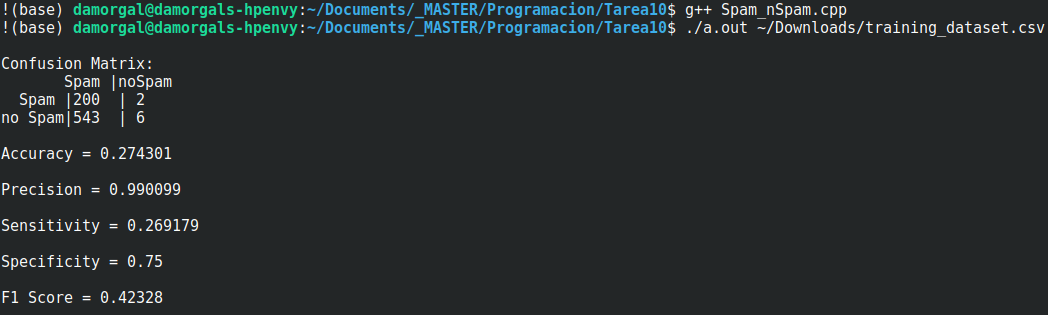 !(base) damorgal@damorgals-hpenvy:~/Documents/_MASTER/Programacion/Tarea10$ g++ Spam_nSpam.cpp
!(base) damorgal@damorgals-hpenvy:~/Documents/_MASTER/Programacion/Tarea10$ ./a.out ~/Downloads/training_dataset.csv
Confusion Matrix:
       Spam |noSpam
  Spam |200  | 2
no Spam|543  | 6
Accuracy = 0.274301
Precision = 0.990099
Sensitivity = 0.269179
Specificity = 0.75
F1 Score = 0.42328